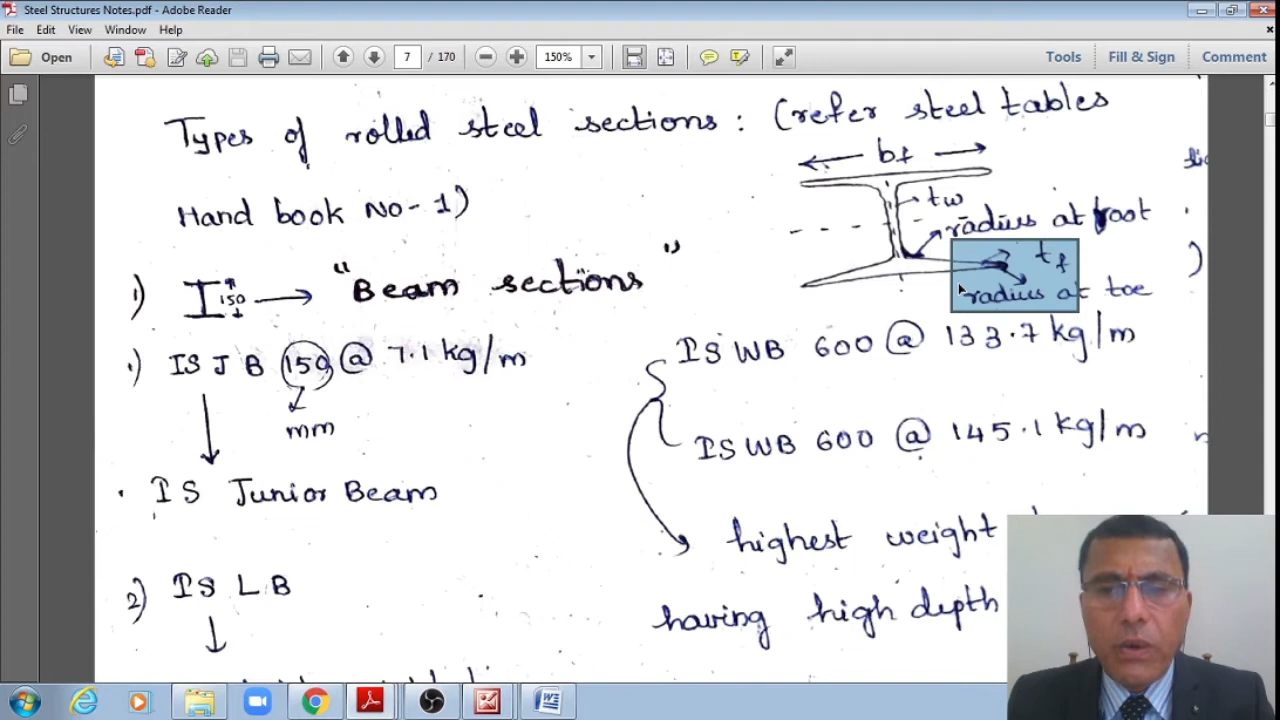 Steel Structures Notes.pdf - Adobe Reader
File Edit View Window Help
Open 7 / 170 150% Tools Fill & Sign Comment
Types of rolled steel sections : (refer steel tables
Hand book No-1)
bf
tw
radius at root
tf
radius at toe
1) I 150 → "Beam sections"
1) IS J B 150 @ 7.1 kg/m
mm
IS Junior Beam
2) IS L B
IS WB 600 @ 133.7 kg/m
IS WB 600 @ 145.1 kg/m
highest weight
having high depth